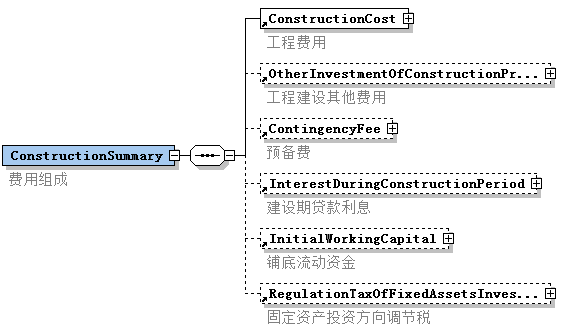 ConstructionCost
工程费用
OtherInvestmentOfConstructionPr...
工程建设其他费用
ContingencyFee
预备费
ConstructionSummary
费用组成
InterestDuringConstructionPeriod
建设期贷款利息
InitialWorkingCapital
铺底流动资金
RegulationTaxOfFixedAssetsInves...
固定资产投资方向调节税